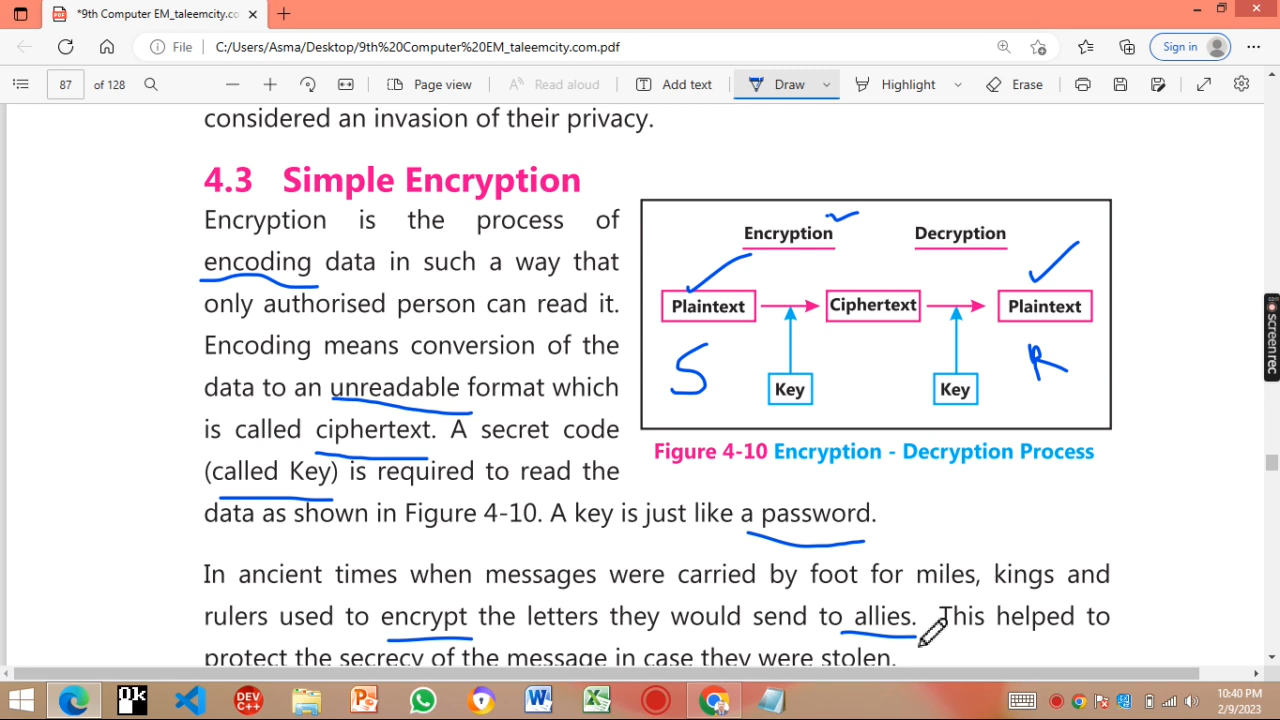 *9th Computer EM_taleemcity.co
File C:/Users/Asma/Desktop/9th%20Computer%20EM_taleemcity.com.pdf
Sign in
87 of 128
Page view
Read aloud
Add text
Draw
Highlight
Erase
considered an invasion of their privacy.
4.3 Simple Encryption
Encryption is the process of
encoding data in such a way that
only authorised person can read it.
Encoding means conversion of the
data to an unreadable format which
is called ciphertext. A secret code
(called Key) is required to read the
data as shown in Figure 4-10. A key is just like a password.
Encryption Decryption
Plaintext Ciphertext Plaintext
S R
Key Key
Figure 4-10 Encryption - Decryption Process
In ancient times when messages were carried by foot for miles, kings and
rulers used to encrypt the letters they would send to allies. This helped to
protect the secrecy of the message in case they were stolen.
screenrec
PDF
Ok
DEV
C++
P
W
X
10:40 PM
2/9/2023